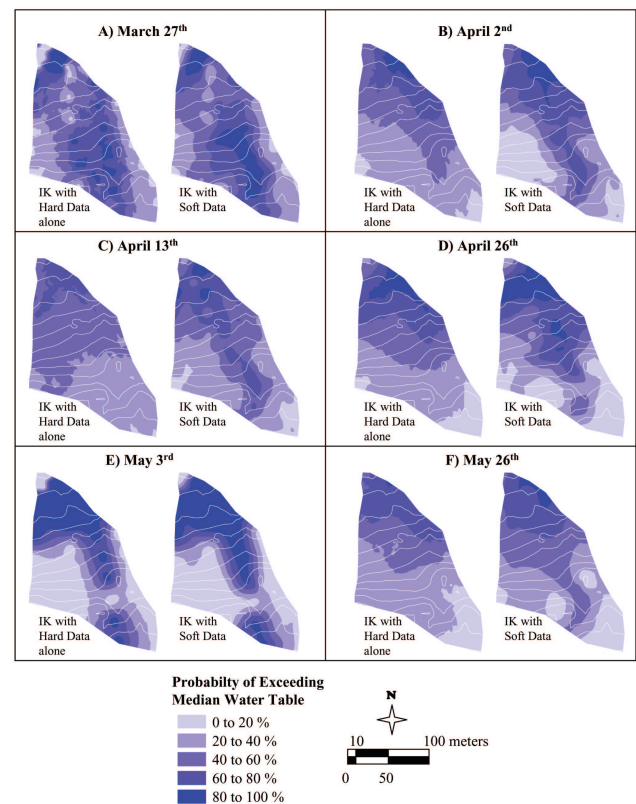 A) March 27th
B) April 2nd
IK with
Hard Data
alone
IK with
Soft Data
IK with
Hard Data
alone
IK with
Soft Data
C) April 13th
D) April 26th
IK with
Hard Data
alone
IK with
Soft Data
IK with
Hard Data
alone
IK with
Soft Data
E) May 3rd
F) May 26th
IK with
Hard Data
alone
IK with
Soft Data
IK with
Hard Data
alone
IK with
Soft Data
Probabilty of Exceeding
Median Water Table
0 to 20 %
20 to 40 %
40 to 60 %
60 to 80 %
80 to 100 %
N
10 100 meters
0 50